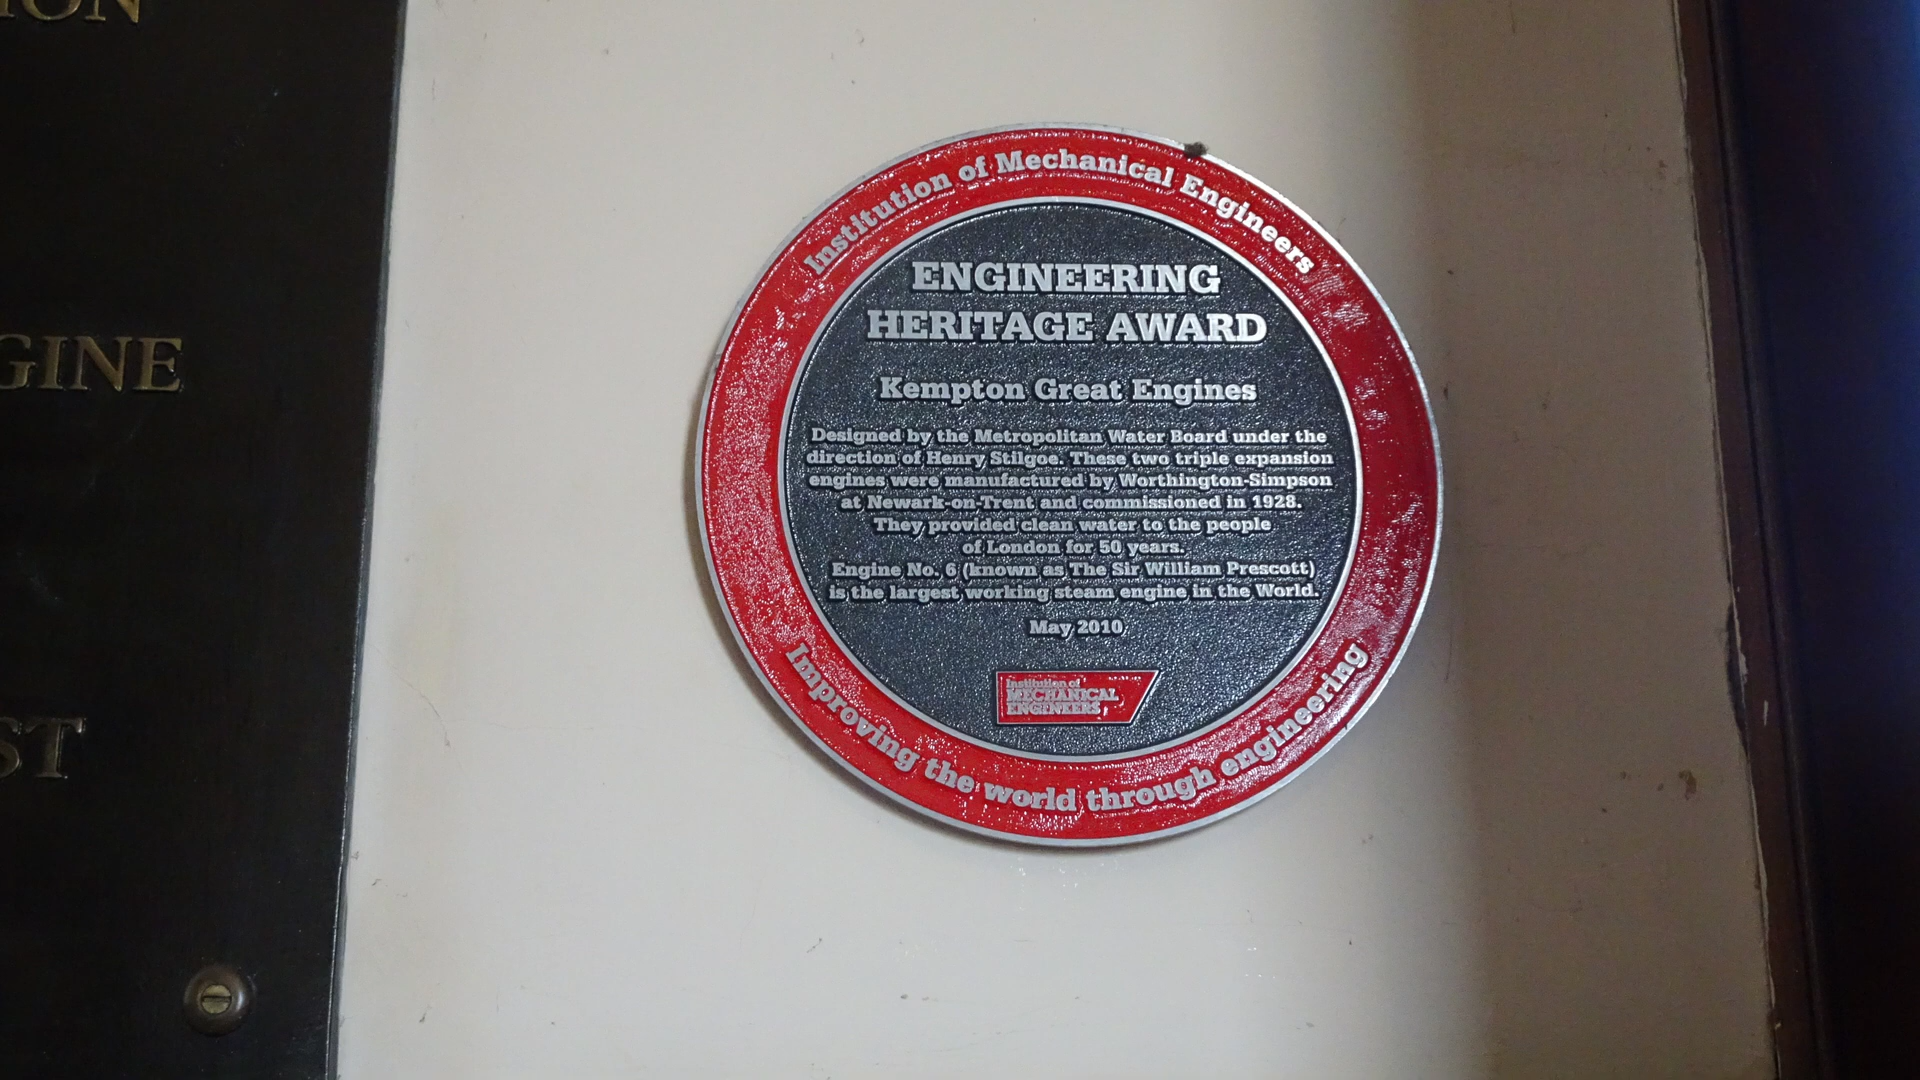 ION
GINE
ST
Institution of Mechanical Engineers
ENGINEERING
HERITAGE AWARD
Kempton Great Engines
Designed by the Metropolitan Water Board under the
direction of Henry Stilgoe. These two triple expansion
engines were manufactured by Worthington-Simpson
at Newark-on-Trent and commissioned in 1928.
They provided clean water to the people
of London for 50 years.
Engine No. 6 (known as The Sir William Prescott)
is the largest working steam engine in the World.
May 2010
Institution of
MECHANICAL
ENGINEERS
Improving the world through engineering